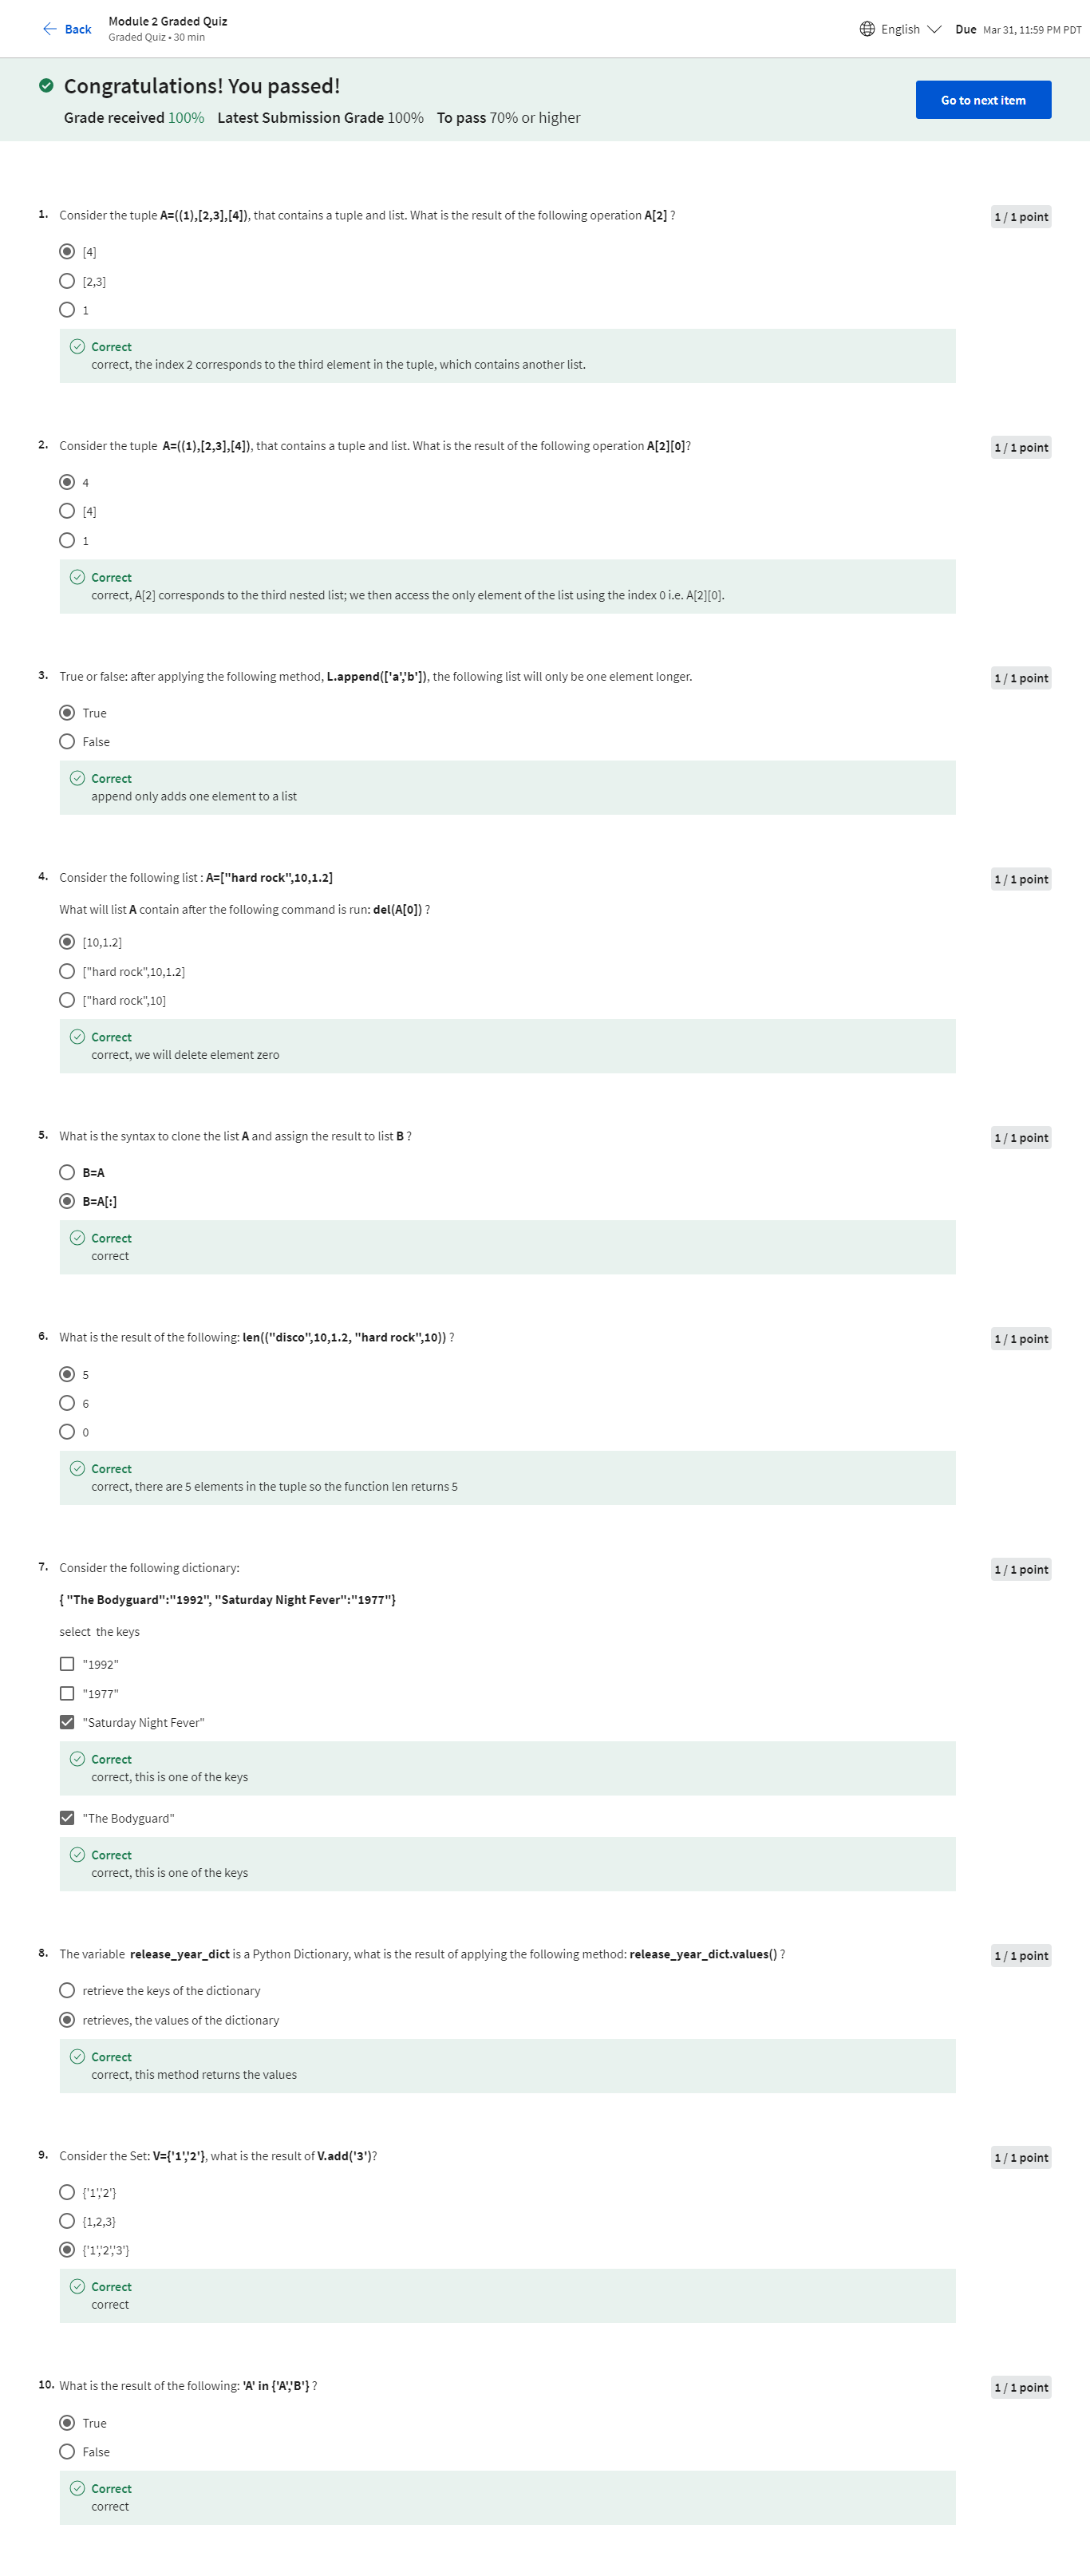 Back
Module 2 Graded Quiz
Graded Quiz • 30 min
English
Due Mar 31, 11:59 PM PDT
Congratulations! You passed!
Grade received 100% Latest Submission Grade 100% To pass 70% or higher
Go to next item
1. Consider the tuple A=((1),[2,3],[4]), that contains a tuple and list. What is the result of the following operation A[2] ?
1 / 1 point
[4]
[2,3]
1
Correct
correct, the index 2 corresponds to the third element in the tuple, which contains another list.
2. Consider the tuple A=((1),[2,3],[4]), that contains a tuple and list. What is the result of the following operation A[2][0]?
1 / 1 point
4
[4]
1
Correct
correct, A[2] corresponds to the third nested list; we then access the only element of the list using the index 0 i.e. A[2][0].
3. True or false: after applying the following method, L.append(['a','b']), the following list will only be one element longer.
1 / 1 point
True
False
Correct
append only adds one element to a list
4. Consider the following list : A=["hard rock",10,1.2]
1 / 1 point
What will list A contain after the following command is run: del(A[0]) ?
[10,1.2]
["hard rock",10,1.2]
["hard rock",10]
Correct
correct, we will delete element zero
5. What is the syntax to clone the list A and assign the result to list B ?
1 / 1 point
B=A
B=A[:]
Correct
correct
6. What is the result of the following: len(("disco",10,1.2, "hard rock",10)) ?
1 / 1 point
5
6
0
Correct
correct, there are 5 elements in the tuple so the function len returns 5
7. Consider the following dictionary:
1 / 1 point
{ "The Bodyguard":"1992", "Saturday Night Fever":"1977"}
select the keys
"1992"
"1977"
"Saturday Night Fever"
Correct
correct, this is one of the keys
"The Bodyguard"
Correct
correct, this is one of the keys
8. The variable release_year_dict is a Python Dictionary, what is the result of applying the following method: release_year_dict.values() ?
1 / 1 point
retrieve the keys of the dictionary
retrieves, the values of the dictionary
Correct
correct, this method returns the values
9. Consider the Set: V={'1','2'}, what is the result of V.add('3')?
1 / 1 point
{'1','2'}
{1,2,3}
{'1','2','3'}
Correct
correct
10. What is the result of the following: 'A' in {'A','B'} ?
1 / 1 point
True
False
Correct
correct